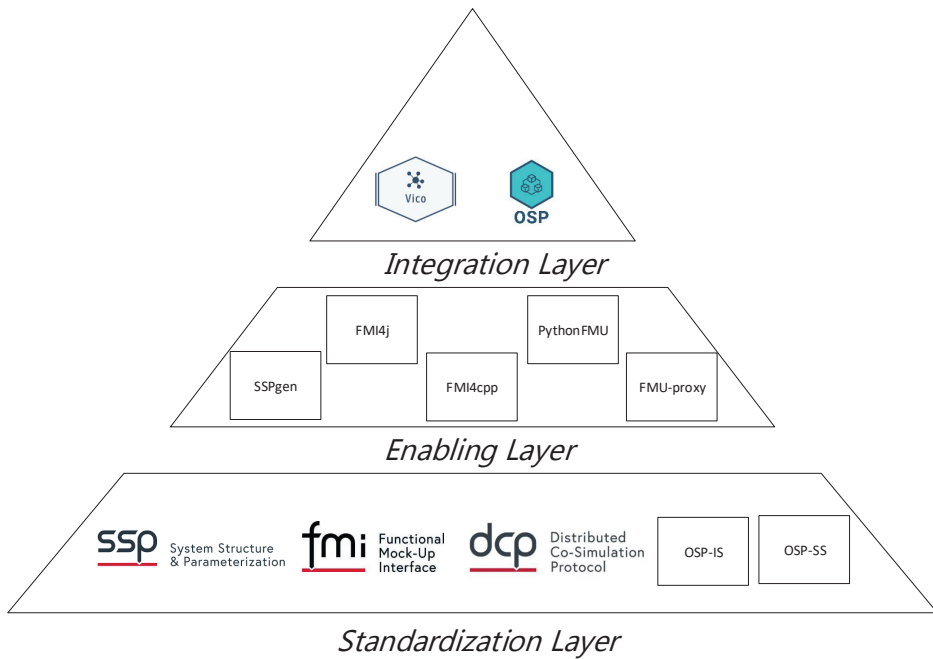 Vico
OSP
Integration Layer
FMI4j
PythonFMU
SSPgen
FMI4cpp
FMU-proxy
Enabling Layer
ssp System Structure
& Parameterization
fmi Functional
Mock-Up
Interface
dcp Distributed
Co-Simulation
Protocol
OSP-IS
OSP-SS
Standardization Layer